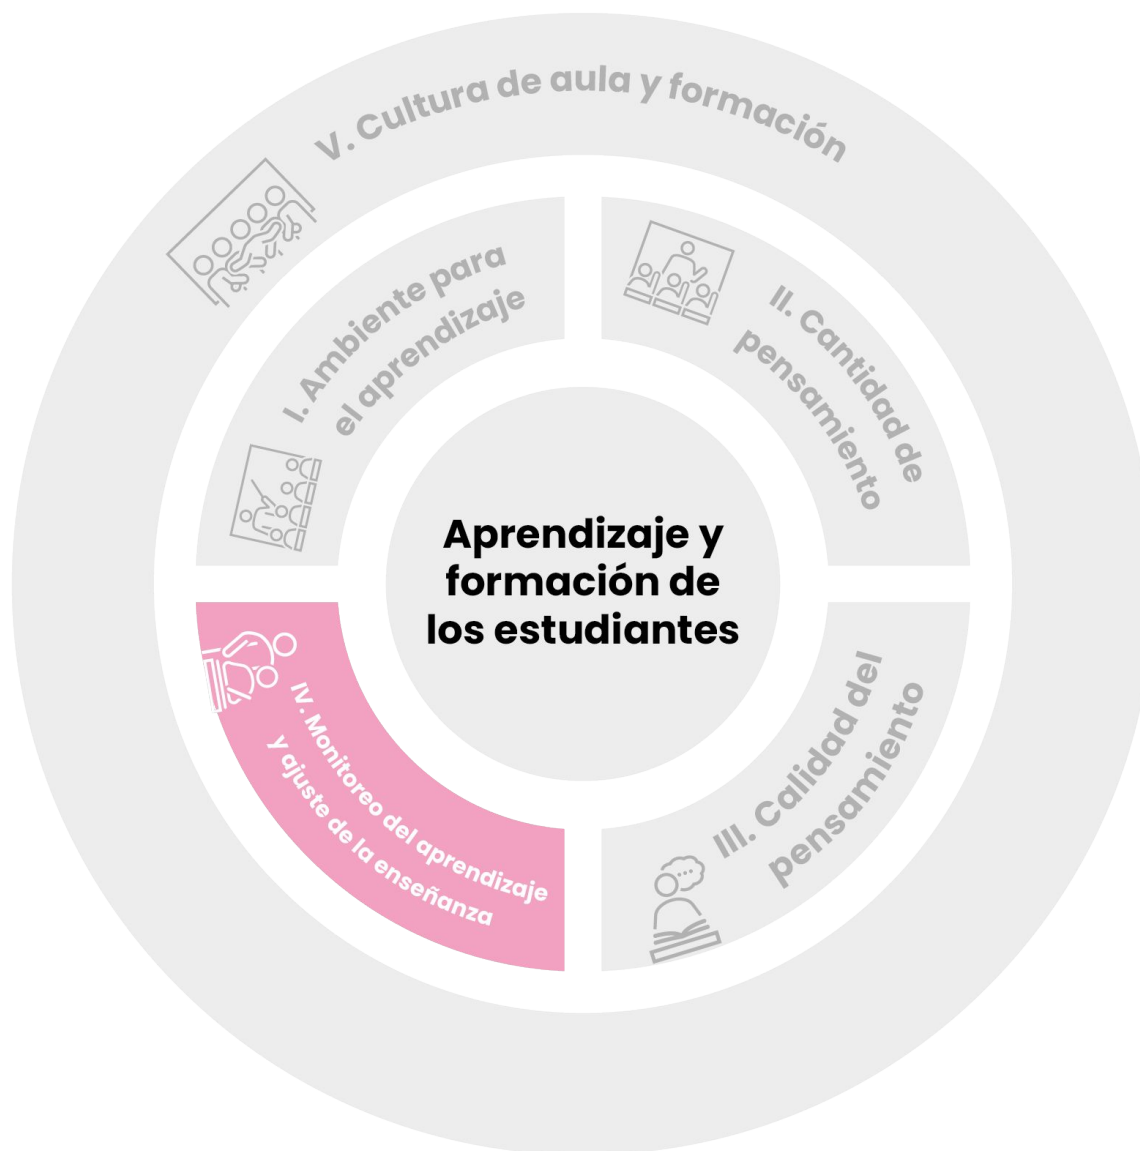 V. Cultura de aula y formación
I. Ambiente para
el aprendizaje
II. Cantidad de
pensamiento
Aprendizaje y
formación de
los estudiantes
IV. Monitoreo del aprendizaje
y ajuste de la enseñanza
III. Calidad del
pensamiento